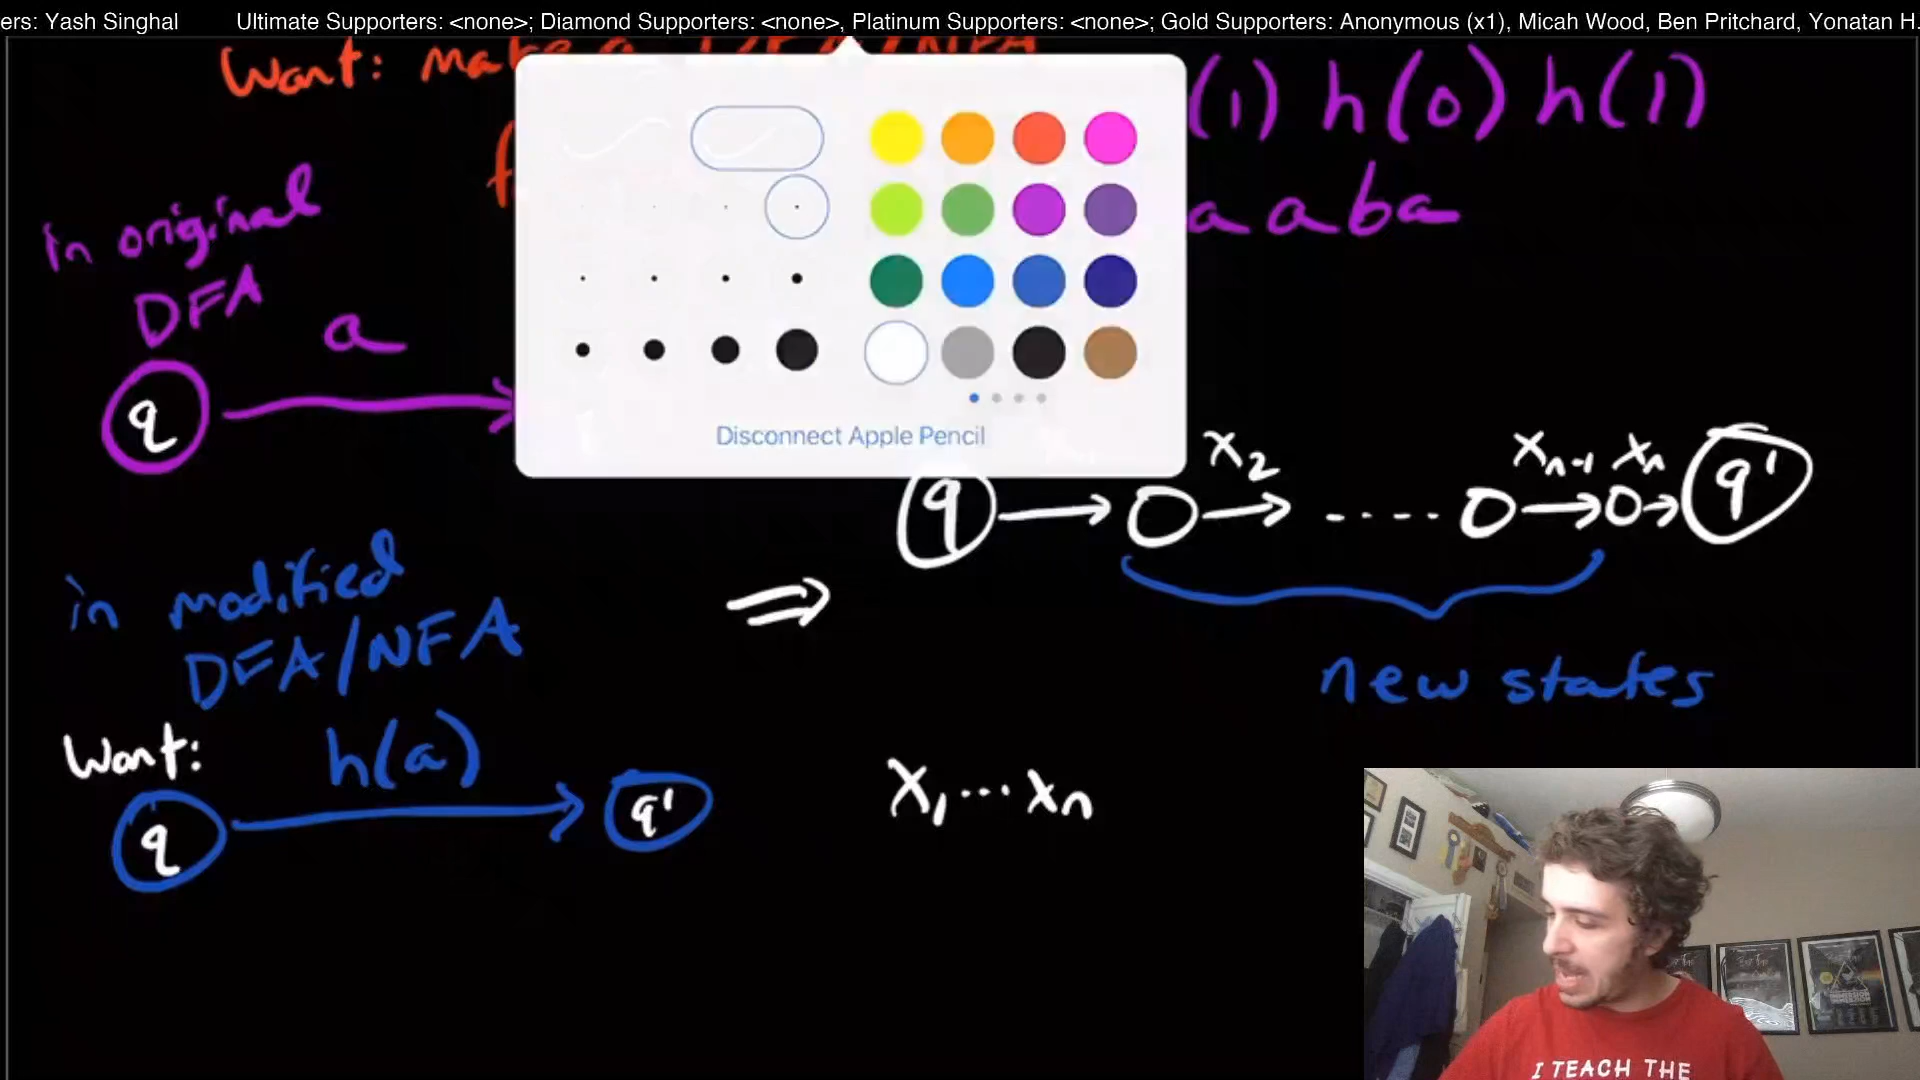 ers: Yash Singhal Ultimate Supporters: <none>; Diamond Supporters: <none>, Platinum Supporters: <none>; Gold Supporters: Anonymous (x1), Micah Wood, Ben Pritchard, Yonatan H
Want: mak
(1) h(0) h(1)
aaba
in original
DFA
a
q
Disconnect Apple Pencil
x2
xn-1 xn
q
q'
in modified
DFA/NFA
⇒
new states
Want:
h(a)
q
q'
x1...xn
I TEACH THE